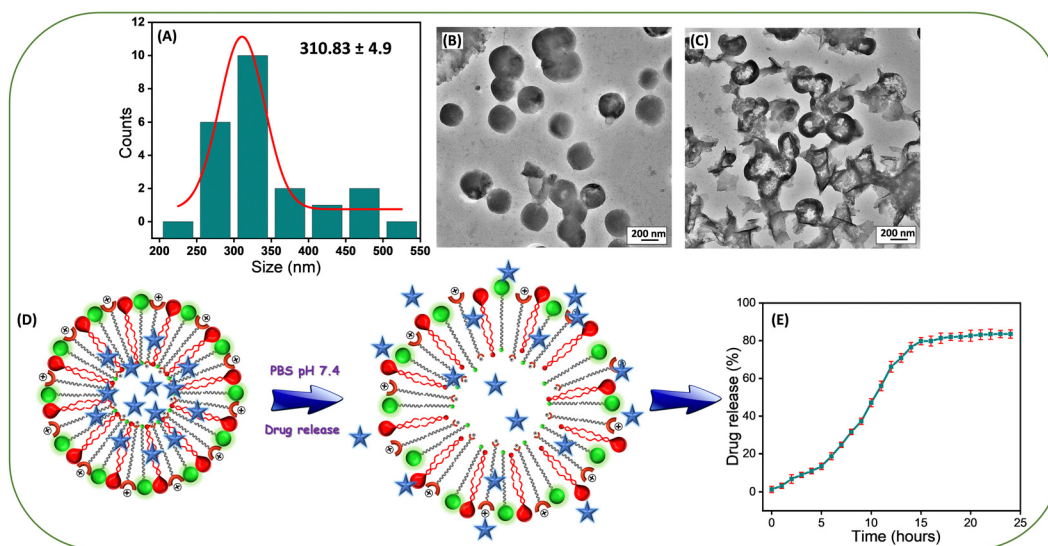 (A)
310.83 ± 4.9
12
10
8
6
4
2
0
Counts
200 250 300 350 400 450 500 550
Size (nm)
(B)
200 nm
(C)
200 nm
(D)
PBS pH 7.4
Drug release
(E)
100
80
60
40
20
0
Drug release (%)
0 5 10 15 20 25
Time (hours)